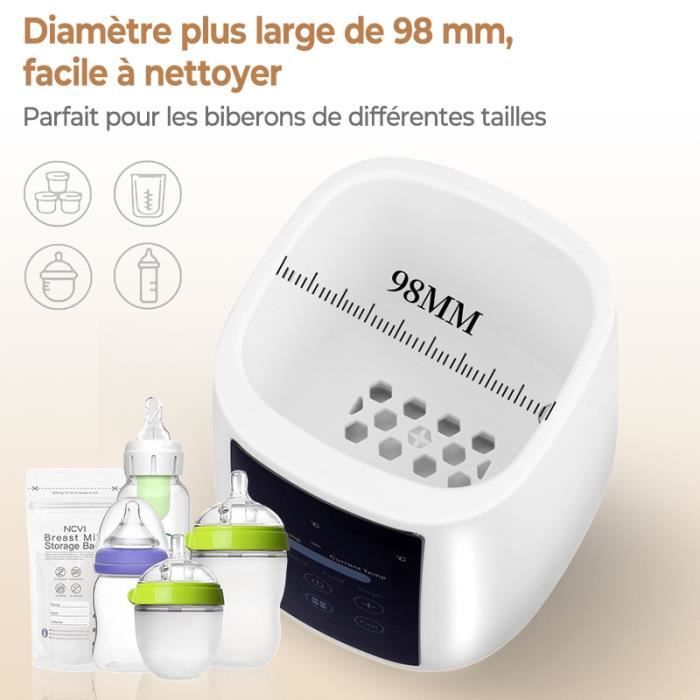 Diamètre plus large de 98 mm,
facile à nettoyer
Parfait pour les biberons de différentes tailles
98MM
NCVI
Breast Mi
Storage Ba
°C
°C
Current Temp